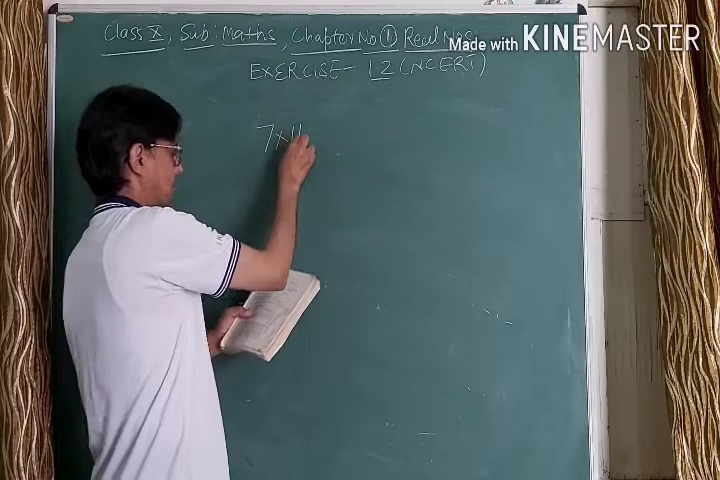 Class X, Sub: Maths, Chapter No ① Real Nos
Made with KINEMASTER
EXERCISE- 1.2 (NCERT)
7×11